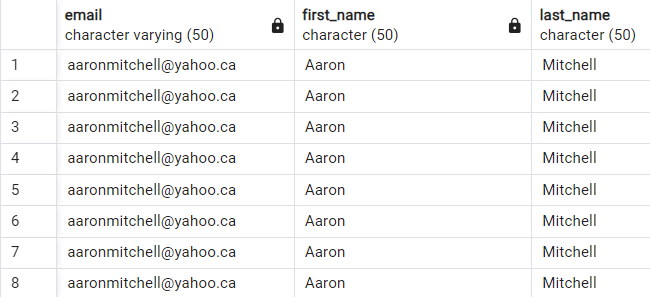 email first_name last_name
character varying (50) character (50) character (50)
1 aaronmitchell@yahoo.ca Aaron Mitchell
2 aaronmitchell@yahoo.ca Aaron Mitchell
3 aaronmitchell@yahoo.ca Aaron Mitchell
4 aaronmitchell@yahoo.ca Aaron Mitchell
5 aaronmitchell@yahoo.ca Aaron Mitchell
6 aaronmitchell@yahoo.ca Aaron Mitchell
7 aaronmitchell@yahoo.ca Aaron Mitchell
8 aaronmitchell@yahoo.ca Aaron Mitchell